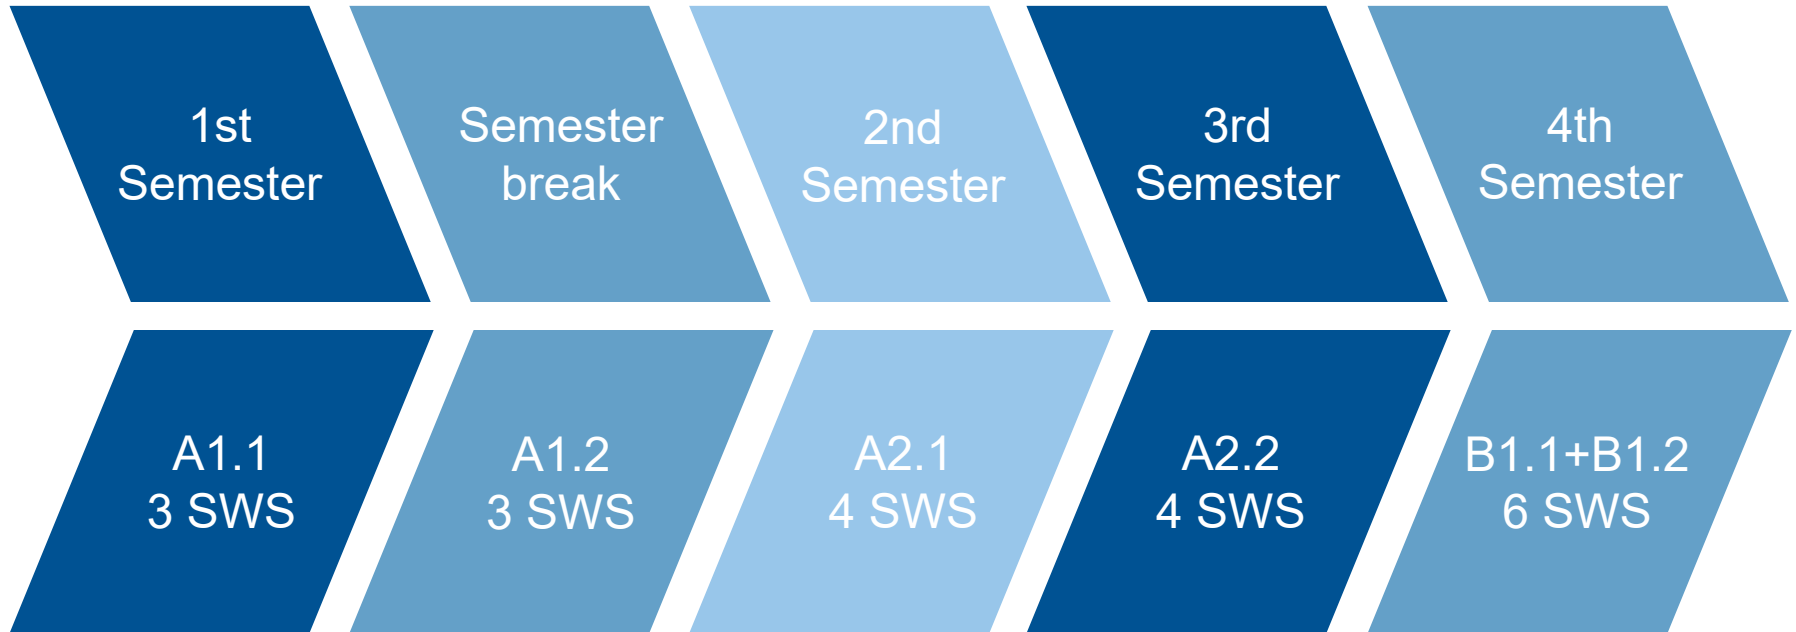 1st
Semester
Semester
break
2nd
Semester
3rd
Semester
4th
Semester
A1.1
3 SWS
A1.2
3 SWS
A2.1
4 SWS
A2.2
4 SWS
B1.1+B1.2
6 SWS